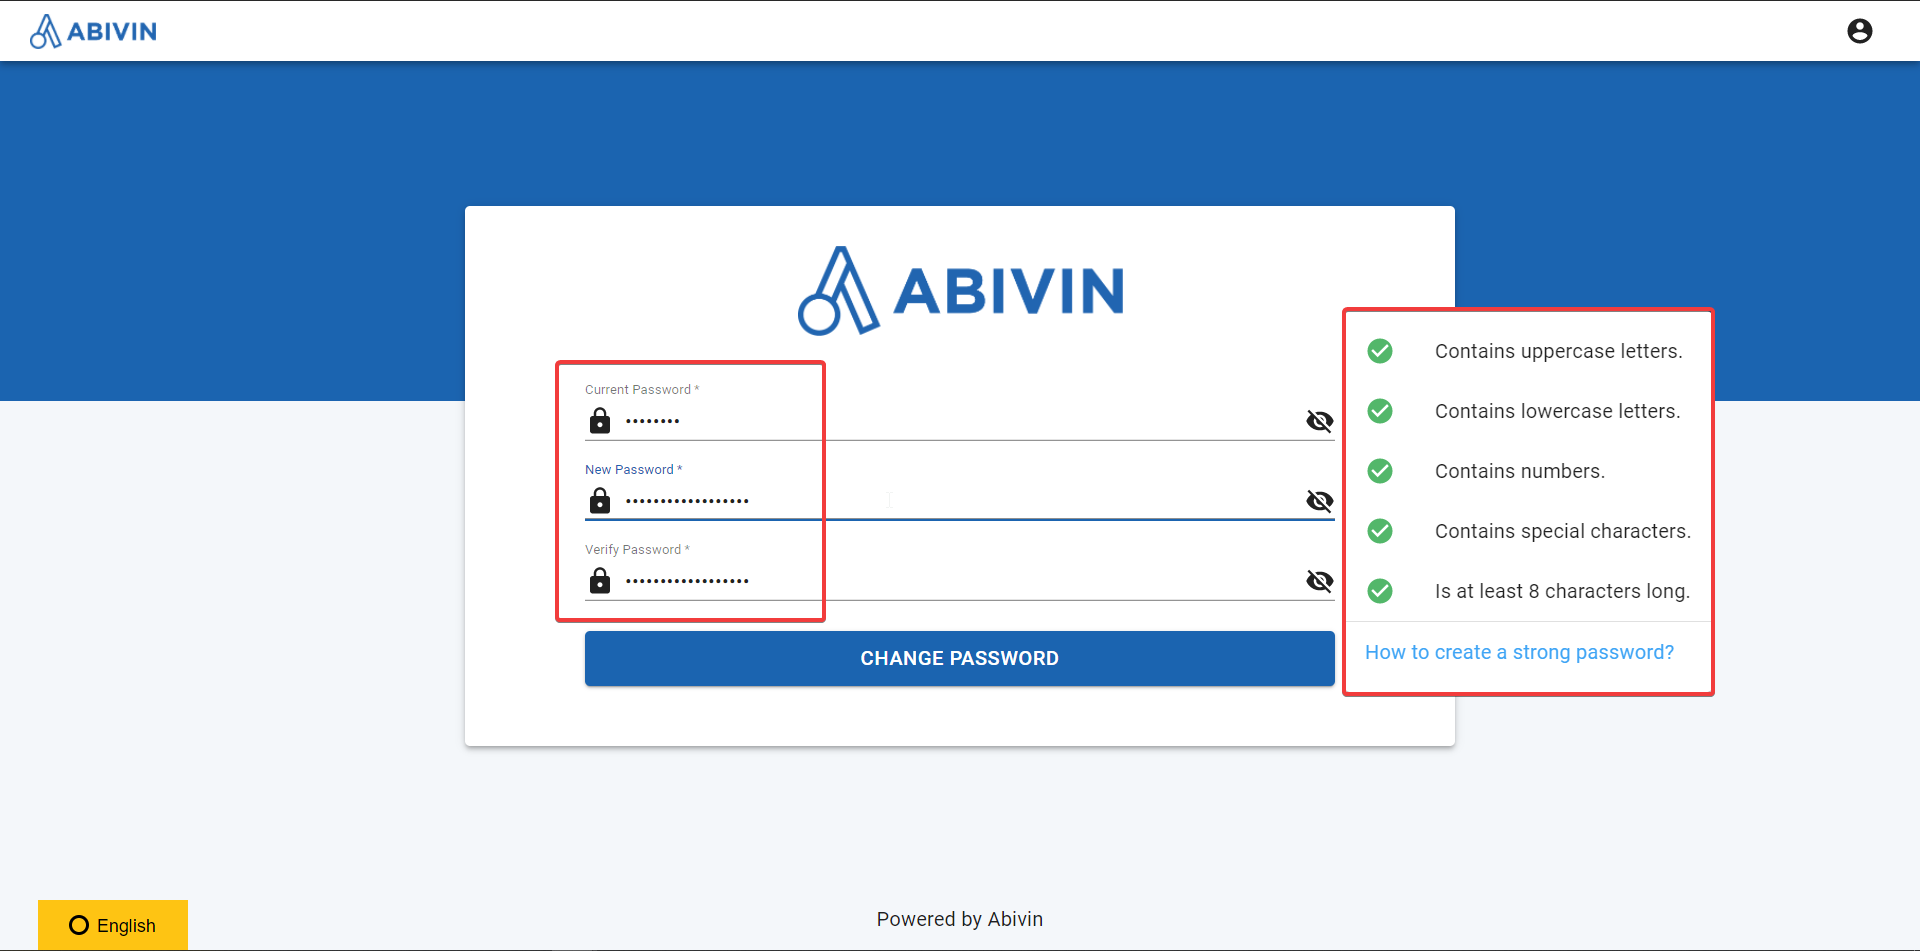 ABIVIN
ABIVIN
Current Password *
••••••••
New Password *
••••••••••••••••••
Verify Password *
••••••••••••••••••
CHANGE PASSWORD
Contains uppercase letters.
Contains lowercase letters.
Contains numbers.
Contains special characters.
Is at least 8 characters long.
How to create a strong password?
Powered by Abivin
English